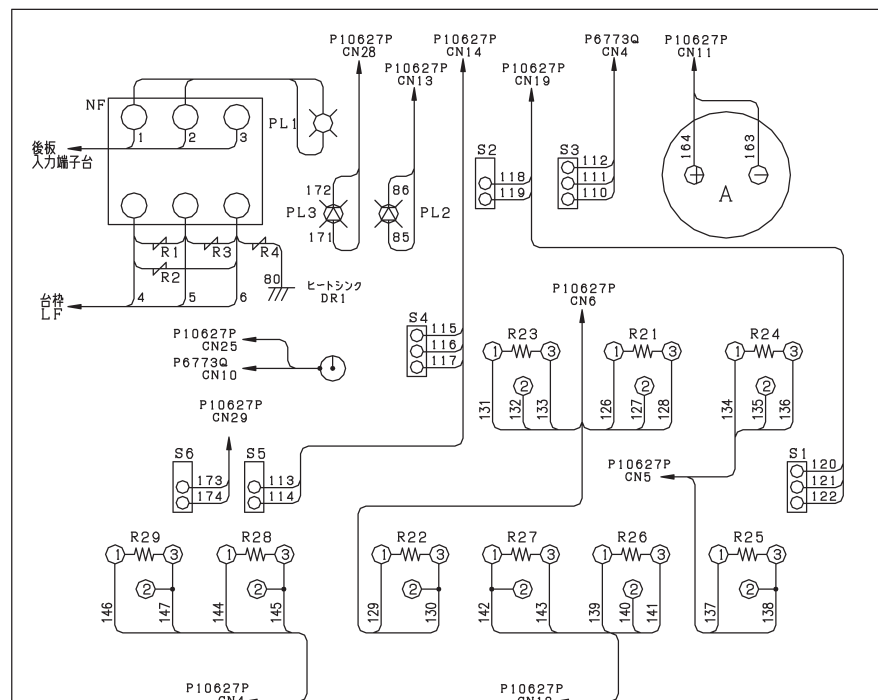 P10627P
CN28
P10627P
CN14
P6773Q
CN4
P10627P
CN11
P10627P
CN13
P10627P
CN19
NF
1
2
3
PL1
後板
入力端子台
S2
118
119
S3
112
111
110
164
163
A
172
PL3
171
86
PL2
85
R1
R3
R4
R2
80
ヒートシンク
DR1
4
5
6
台枠
LF
P10627P
CN6
P10627P
CN25
P6773Q
CN10
S4
115
116
117
R23
1
3
2
131
132
133
R21
1
3
2
126
127
128
R24
1
3
2
134
135
136
P10627P
CN29
S6
173
174
S5
113
114
P10627P
CN5
S1
120
121
122
R29
1
3
2
146
147
R28
1
3
2
144
145
R22
1
3
2
129
130
R27
1
3
2
142
143
R26
1
3
2
139
140
141
R25
1
3
2
137
138
P10627P
CN4
P10627P